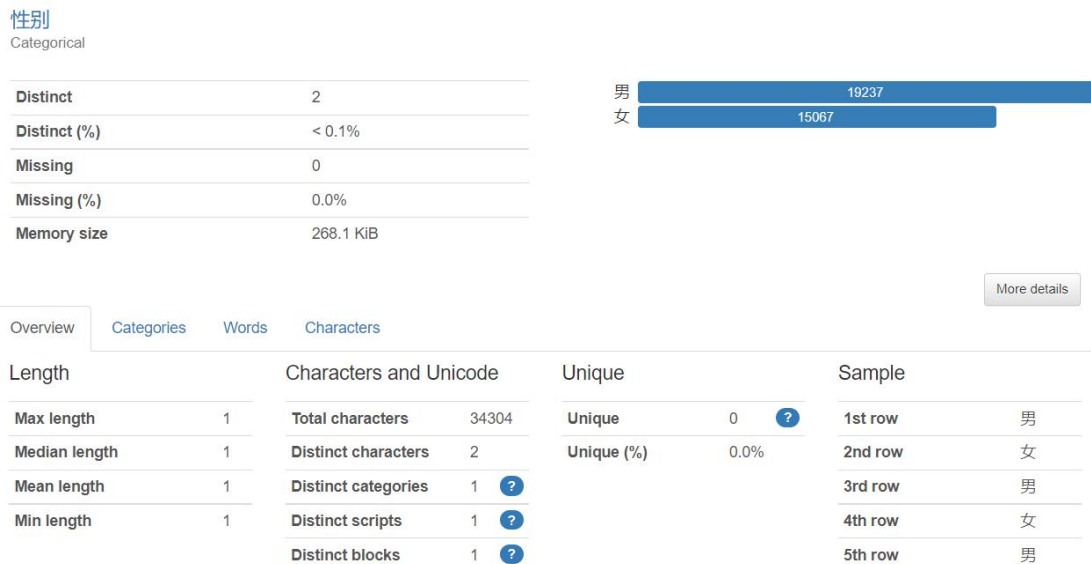 性别
Categorical
Distinct 2
Distinct (%) < 0.1%
Missing 0
Missing (%) 0.0%
Memory size 268.1 KiB
男 19237
女 15067
More details
Overview Categories Words Characters
Length
Max length 1
Median length 1
Mean length 1
Min length 1
Characters and Unicode
Total characters 34304
Distinct characters 2
Distinct categories 1 ?
Distinct scripts 1 ?
Distinct blocks 1 ?
Unique
Unique 0 ?
Unique (%) 0.0%
Sample
1st row 男
2nd row 女
3rd row 男
4th row 女
5th row 男